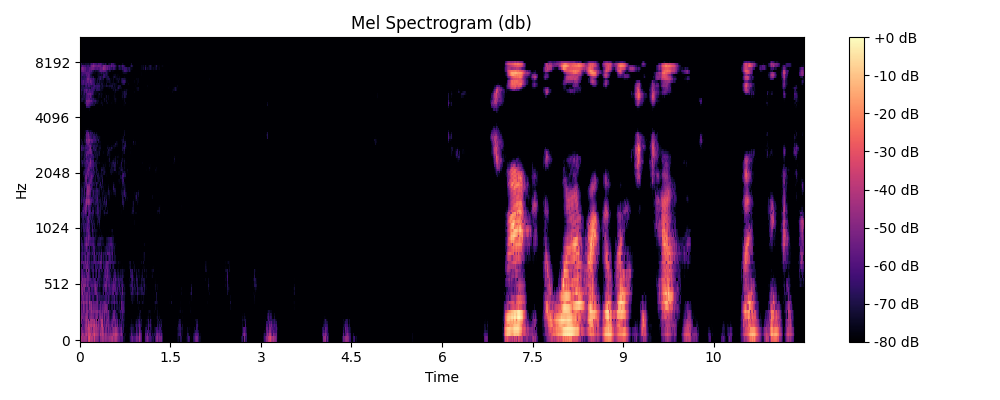 Mel Spectrogram (db)
8192
4096
2048
1024
512
0
Hz
0 1.5 3 4.5 6 7.5 9 10
Time
+0 dB
-10 dB
-20 dB
-30 dB
-40 dB
-50 dB
-60 dB
-70 dB
-80 dB